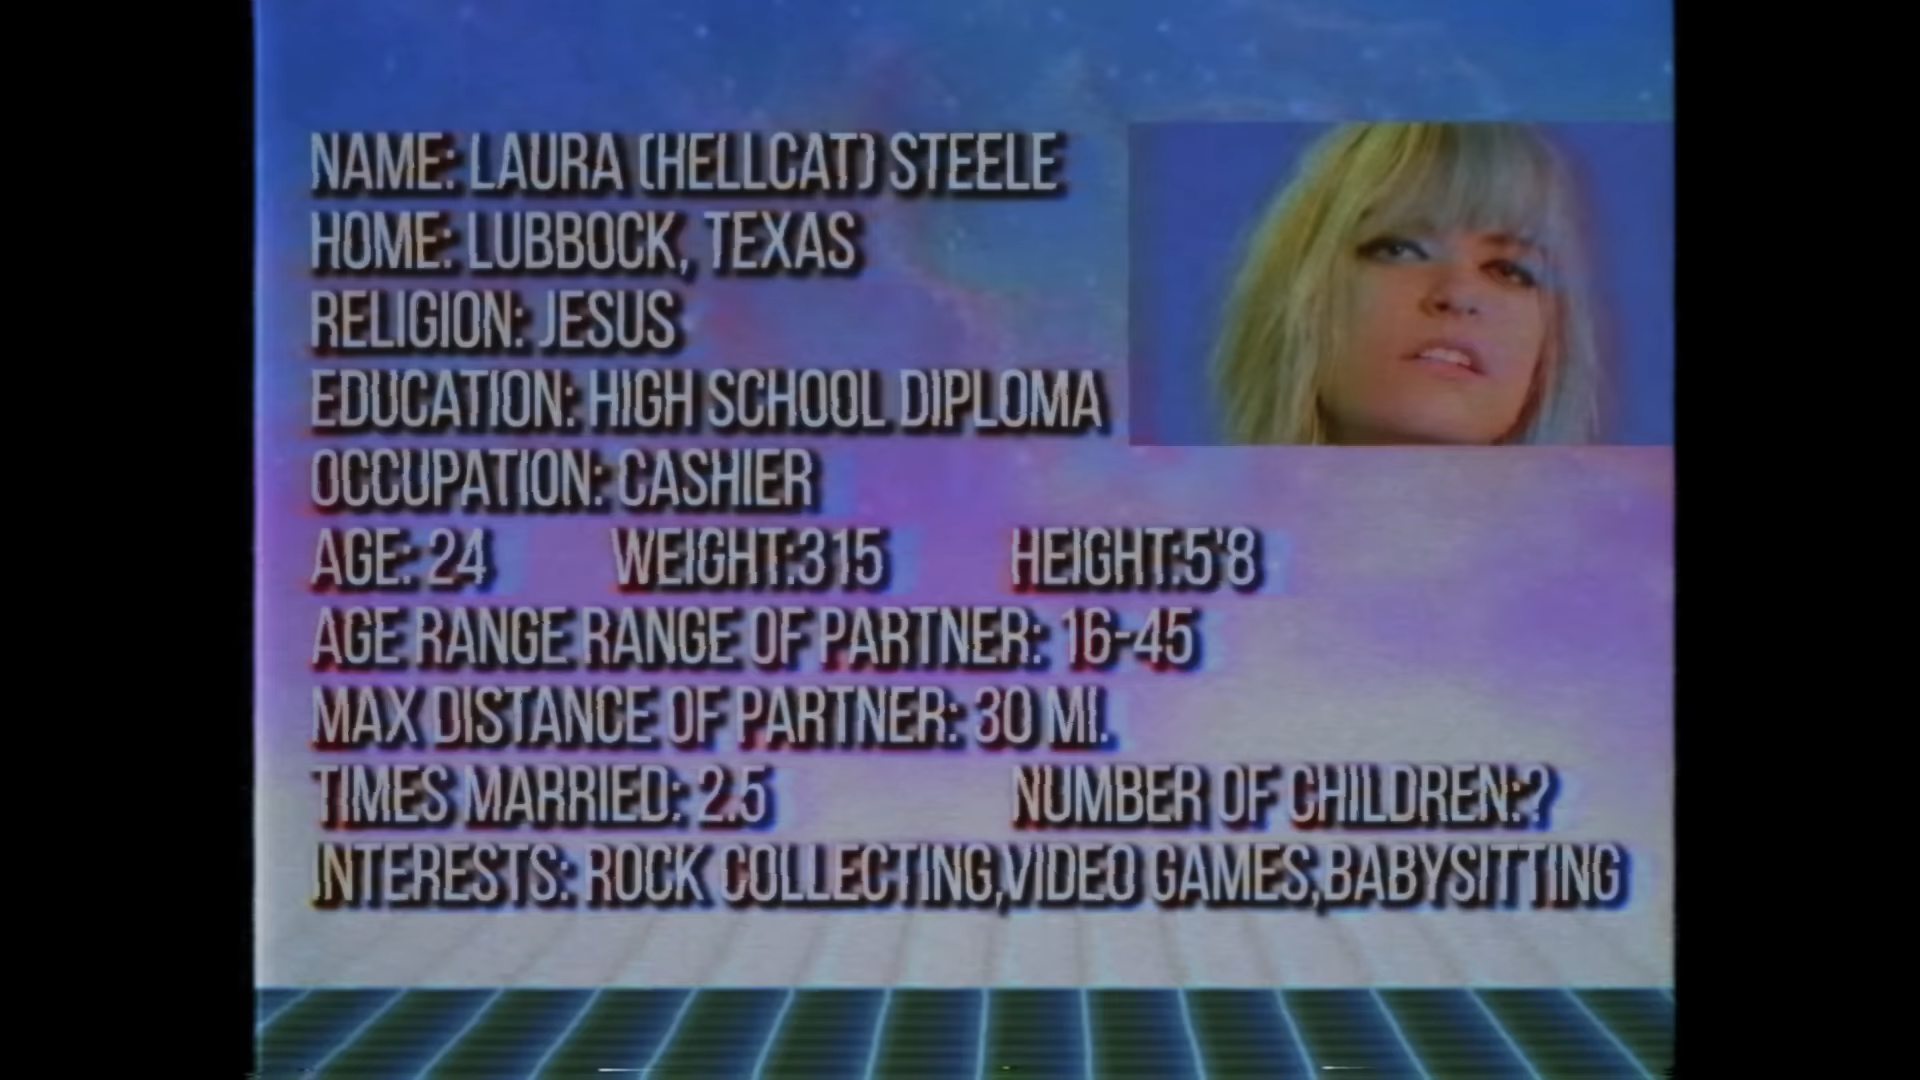 NAME: LAURA (HELLCAT) STEELE
HOME: LUBBOCK, TEXAS
RELIGION: JESUS
EDUCATION: HIGH SCHOOL DIPLOMA
OCCUPATION: CASHIER
AGE: 24 WEIGHT:315 HEIGHT:5'8
AGE RANGE RANGE OF PARTNER: 16-45
MAX DISTANCE OF PARTNER: 30 MI.
TIMES MARRIED: 2.5 NUMBER OF CHILDREN:?
INTERESTS: ROCK COLLECTING,VIDEO GAMES,BABYSITTING